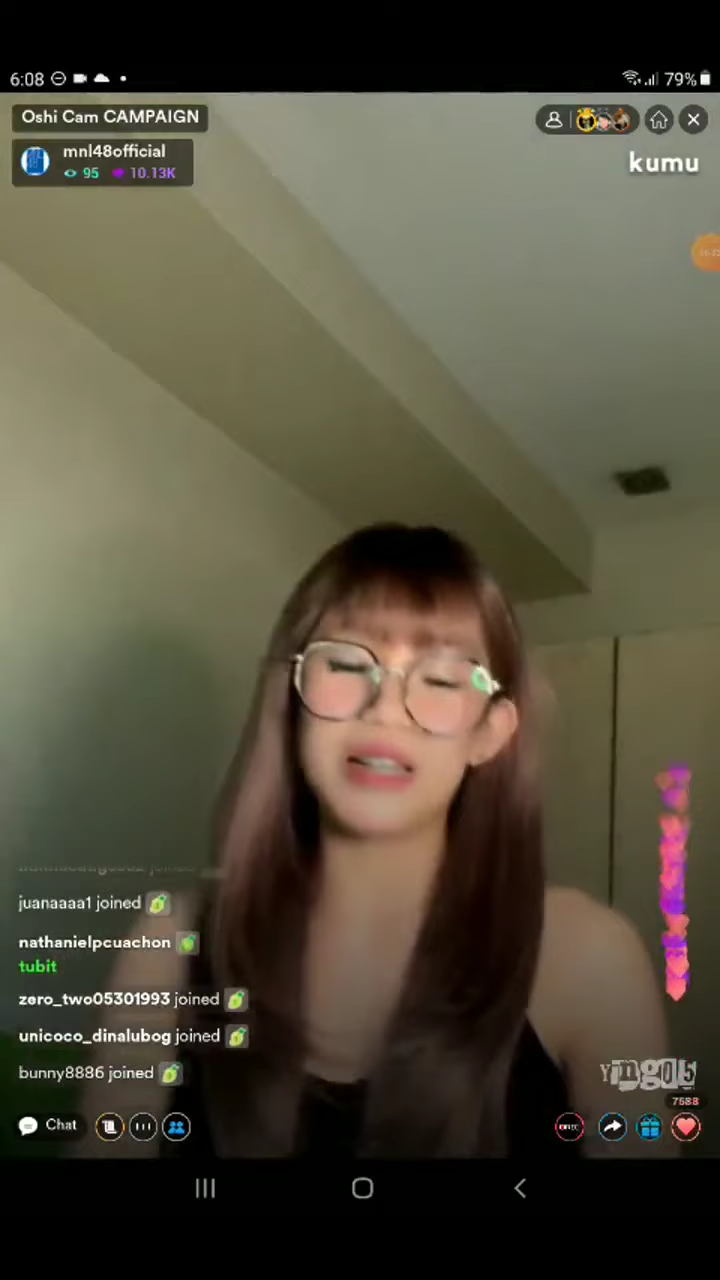 6:08
79%
Oshi Cam CAMPAIGN
mnl48official
95 10.13K
kumu
juanaaaa1 joined
nathanielpcuachon
tubit
zero_two05301993 joined
unicoco_dinalubog joined
bunny8886 joined
Yingo5
7588
Chat